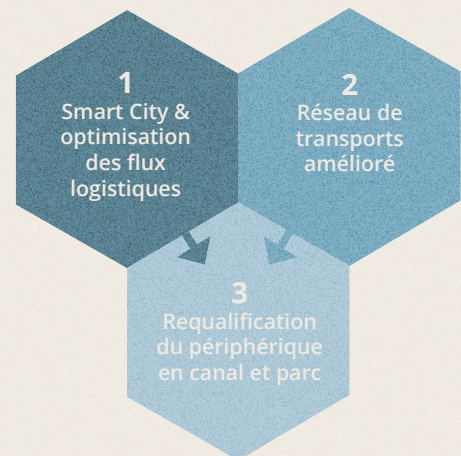 1
Smart City &
optimisation
des flux
logistiques
2
Réseau de
transports
amélioré
3
Requalification
du périphérique
en canal et parc